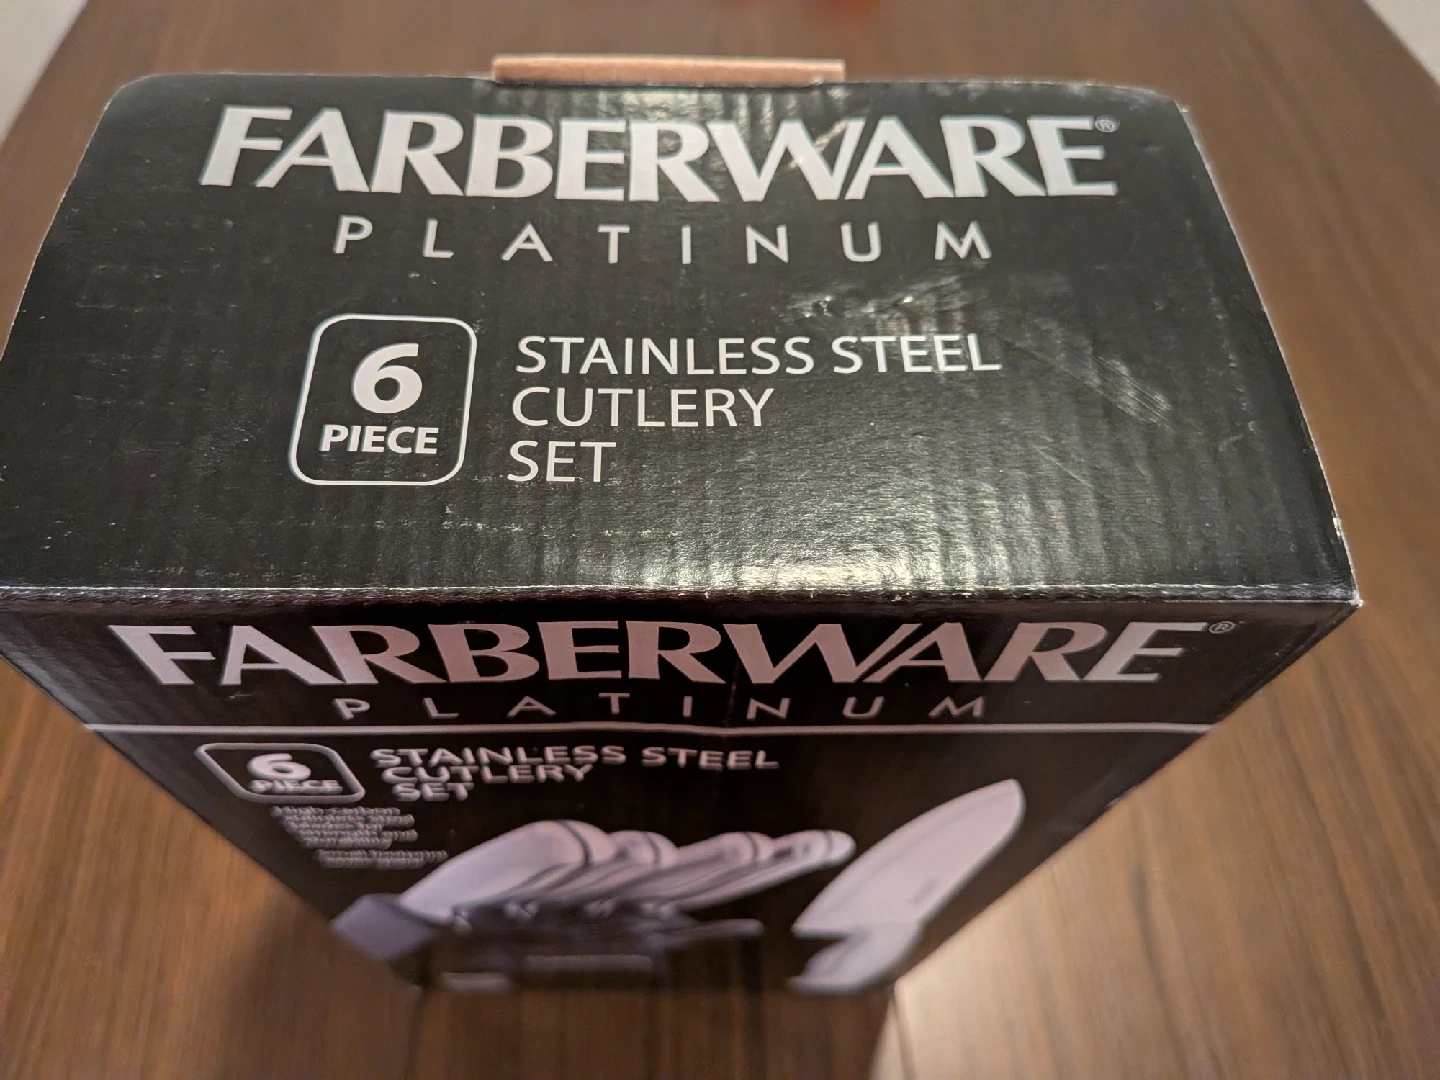 FARBERWARE®
PLATINUM
6
PIECE
STAINLESS STEEL
CUTLERY
SET
FARBERWARE®
PLATINUM
6
PIECE
STAINLESS STEEL
CUTLERY
SET